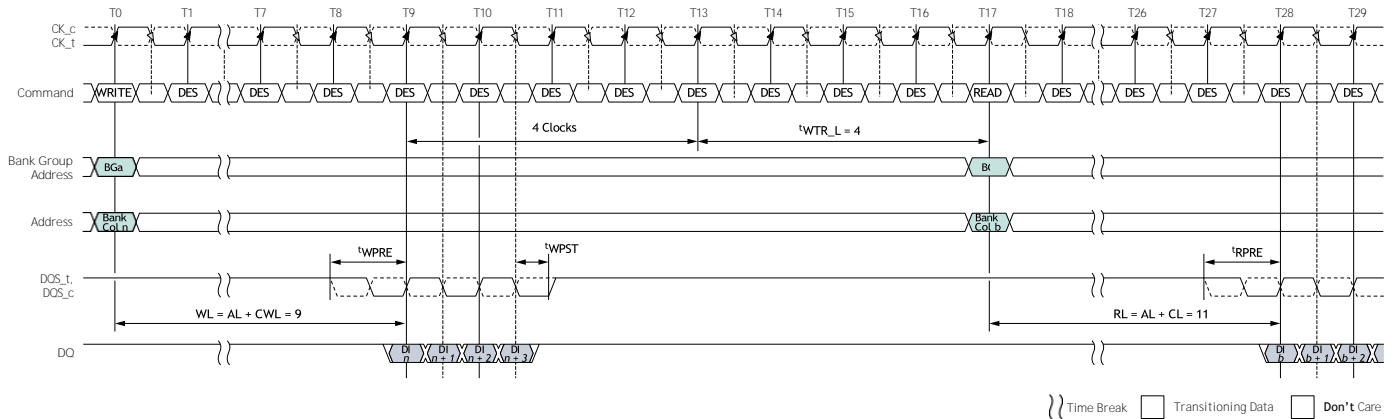 T0 T1 T7 T8 T9 T10 T11 T12 T13 T14 T15 T16 T17 T18 T26 T27 T28 T29
CK_c
CK_t
Command WRITE DES DES DES DES DES DES DES DES DES DES DES READ DES DES DES DES DES
4 Clocks tWTR_L = 4
Bank Group
Address
BGa
Address
Bank
Col n
Bank
Col b
tWPRE tWPST tRPRE
DQS_t,
DQS_c
WL = AL + CWL = 9 RL = AL + CL = 11
DQ
DI
n
DI
n + 1
DI
n + 2
DI
n + 3
DI
b
DI
b + 1
DI
b + 2
Time Break Transitioning Data Don't Care